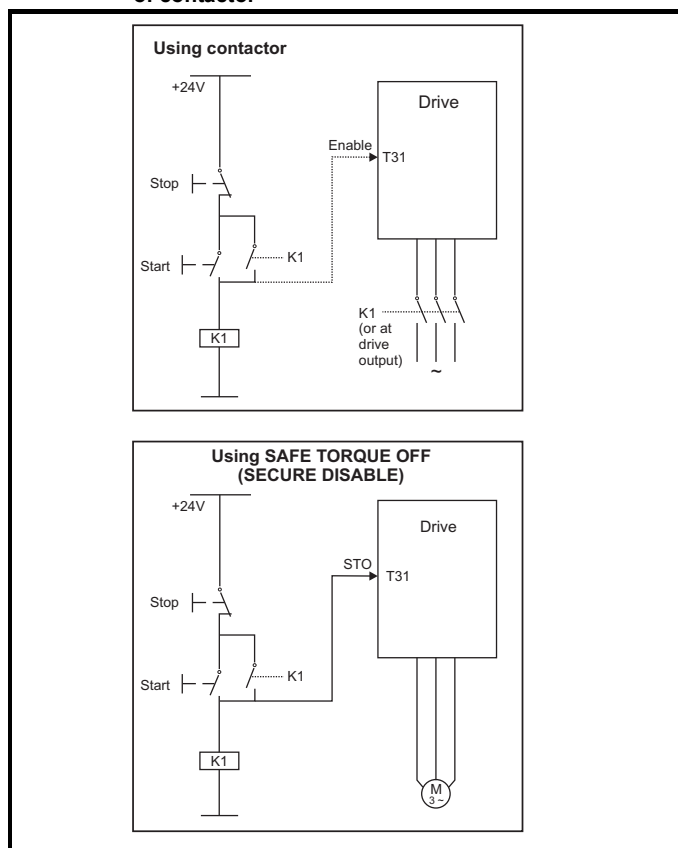 of contactor
Using contactor
+24V
Drive
Enable
T31
Stop
K1
Start
K1
(or at
drive
output)
K1
~
Using SAFE TORQUE OFF
(SECURE DISABLE)
+24V
Drive
STO
T31
Stop
K1
Start
K1
M
3 ~